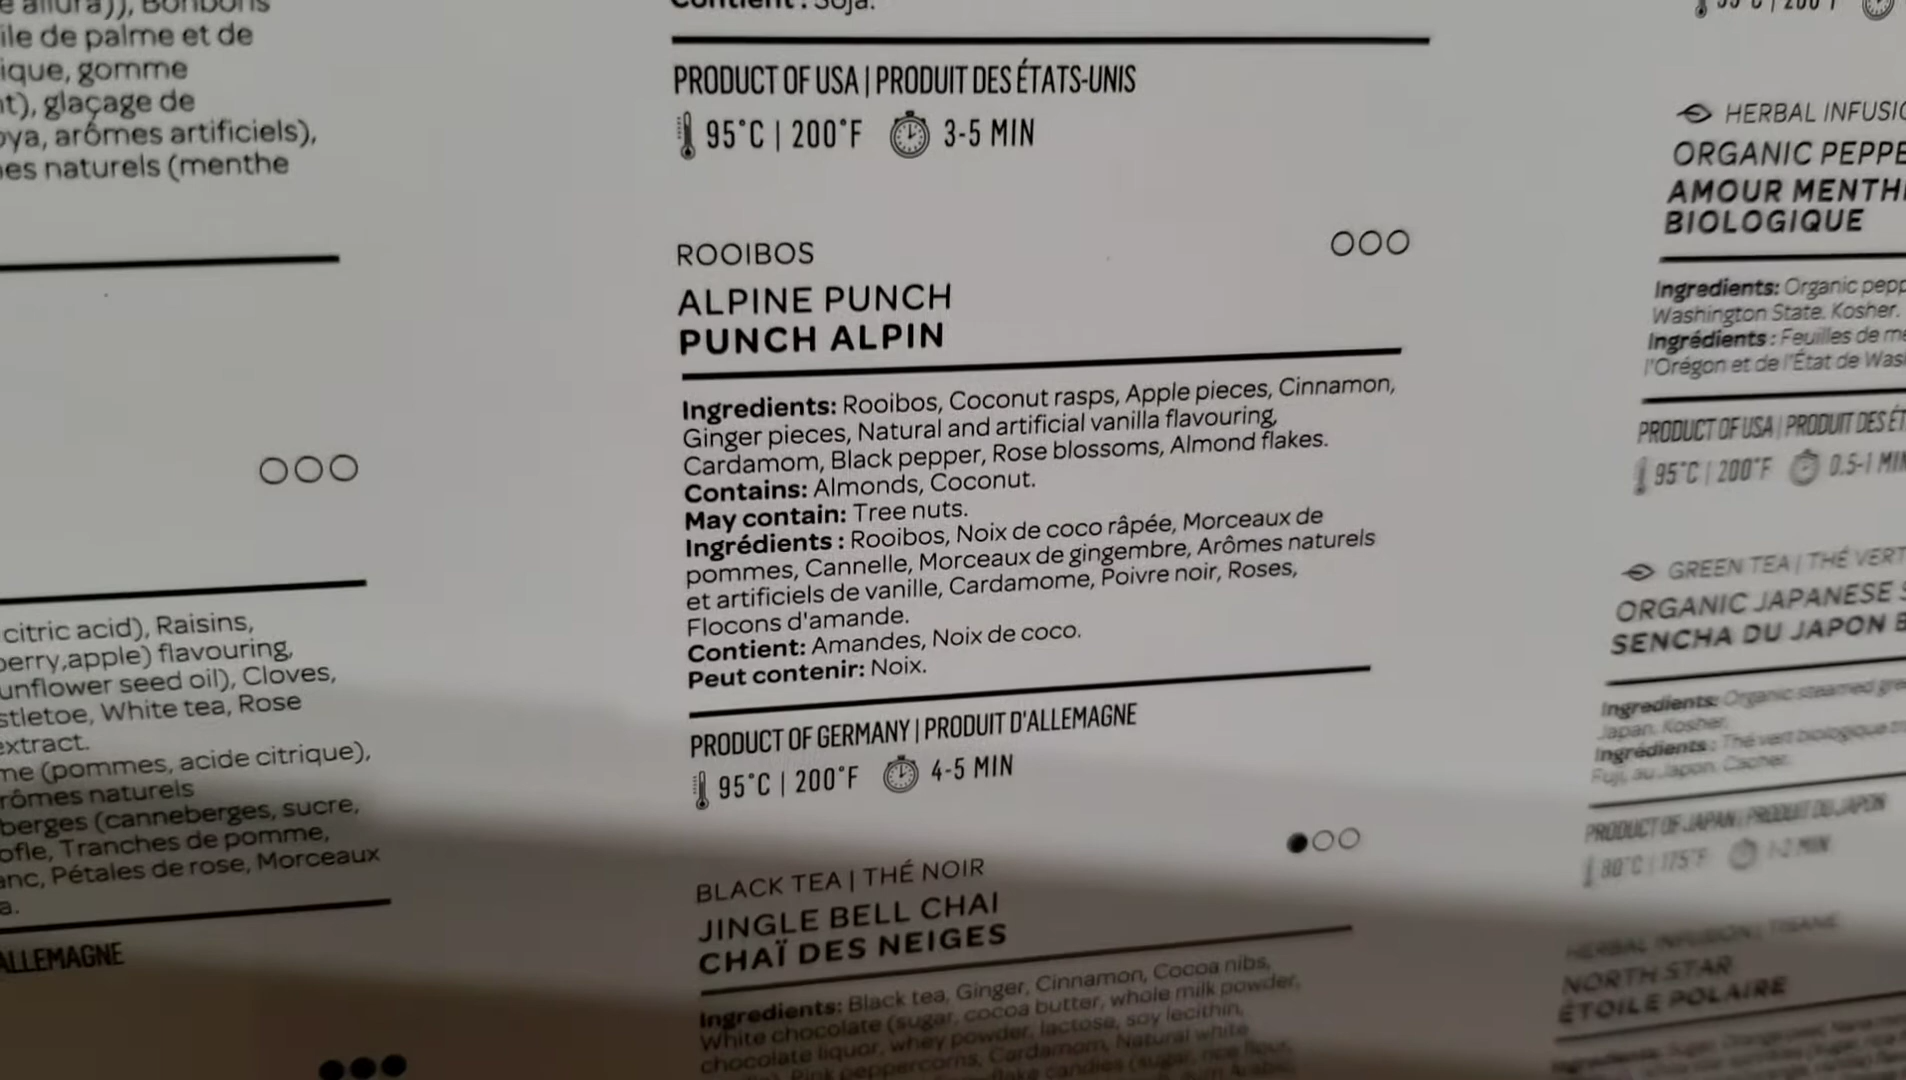 ile de palme et de
ique, gomme
nt), glaçage de
oya, arômes artificiels),
nes naturels (menthe
citric acid), Raisins,
berry,apple) flavouring,
unflower seed oil), Cloves,
stletoe, White tea, Rose
extract.
me (pommes, acide citrique),
rômes naturels
berges (canneberges, sucre,
ofle, Tranches de pomme,
anc, Pétales de rose, Morceaux
a.
ALLEMAGNE
Contient : Soja.
PRODUCT OF USA | PRODUIT DES ÉTATS-UNIS
95°C | 200°F 3-5 MIN
ROOIBOS
ALPINE PUNCH
PUNCH ALPIN
Ingredients: Rooibos, Coconut rasps, Apple pieces, Cinnamon,
Ginger pieces, Natural and artificial vanilla flavouring,
Cardamom, Black pepper, Rose blossoms, Almond flakes.
Contains: Almonds, Coconut.
May contain: Tree nuts.
Ingrédients : Rooibos, Noix de coco râpée, Morceaux de
pommes, Cannelle, Morceaux de gingembre, Arômes naturels
et artificiels de vanille, Cardamome, Poivre noir, Roses,
Flocons d'amande.
Contient: Amandes, Noix de coco.
Peut contenir: Noix.
PRODUCT OF GERMANY | PRODUIT D'ALLEMAGNE
95°C | 200°F 4-5 MIN
BLACK TEA | THÉ NOIR
JINGLE BELL CHAI
CHAÏ DES NEIGES
Ingredients: Black tea, Ginger, Cinnamon, Cocoa nibs,
White chocolate (sugar, cocoa butter, whole milk powder,
chocolate liquor, whey powder, lactose, soy lecithin,
Pink peppercorns, Cardamom, Natural white
HERBAL INFUSIO
ORGANIC PEPPE
AMOUR MENTH
BIOLOGIQUE
Ingredients: Organic pepp
Washington State. Kosher.
Ingrédients : Feuilles de me
l'Orégon et de l'État de Was
PRODUCT OF USA | PRODUIT DES ÉT
95°C | 200°F 0.5-1 MIN
GREEN TEA | THÉ VERT
ORGANIC JAPANESE S
SENCHA DU JAPON B
Ingredients: Organic steamed gre
Japan. Kosher.
Ingrédients : Thé vert biologique
Fuji, au Japon. Cacher.
PRODUCT OF JAPAN | PRODUIT DU JAPON
80°C | 175°F 1-2 MIN
HERBAL INFUSION | TISANE
NORTH STAR
ÉTOILE POLAIRE